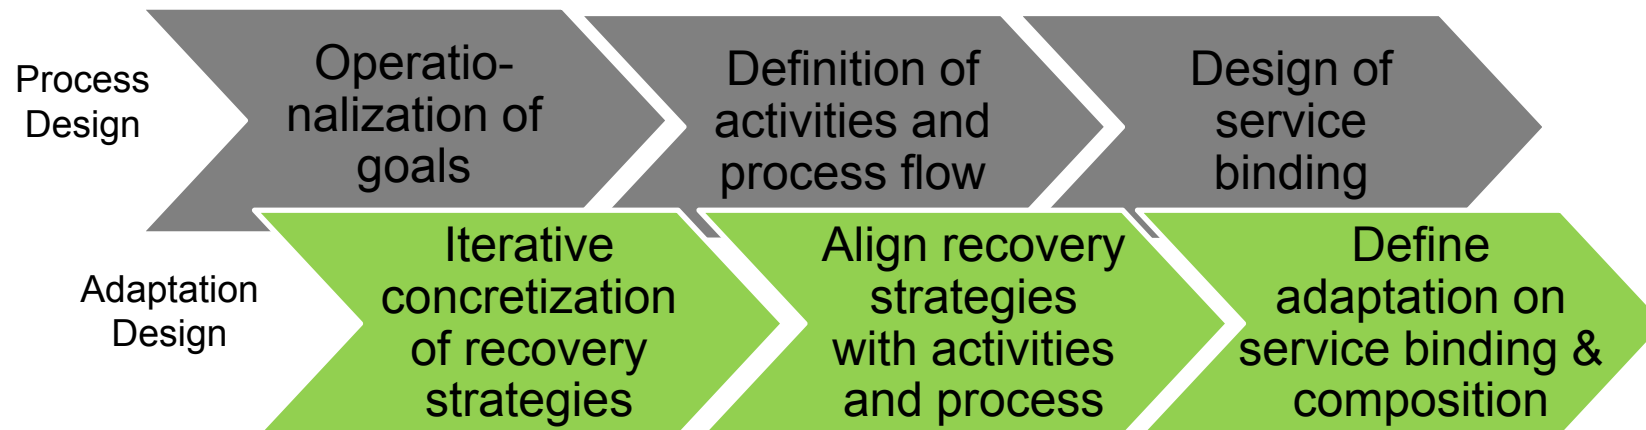 Process
Design
Operatio-
nalization of
goals
Definition of
activities and
process flow
Design of
service
binding
Adaptation
Design
Iterative
concretization
of recovery
strategies
Align recovery
strategies
with activities
and process
Define
adaptation on
service binding &
composition